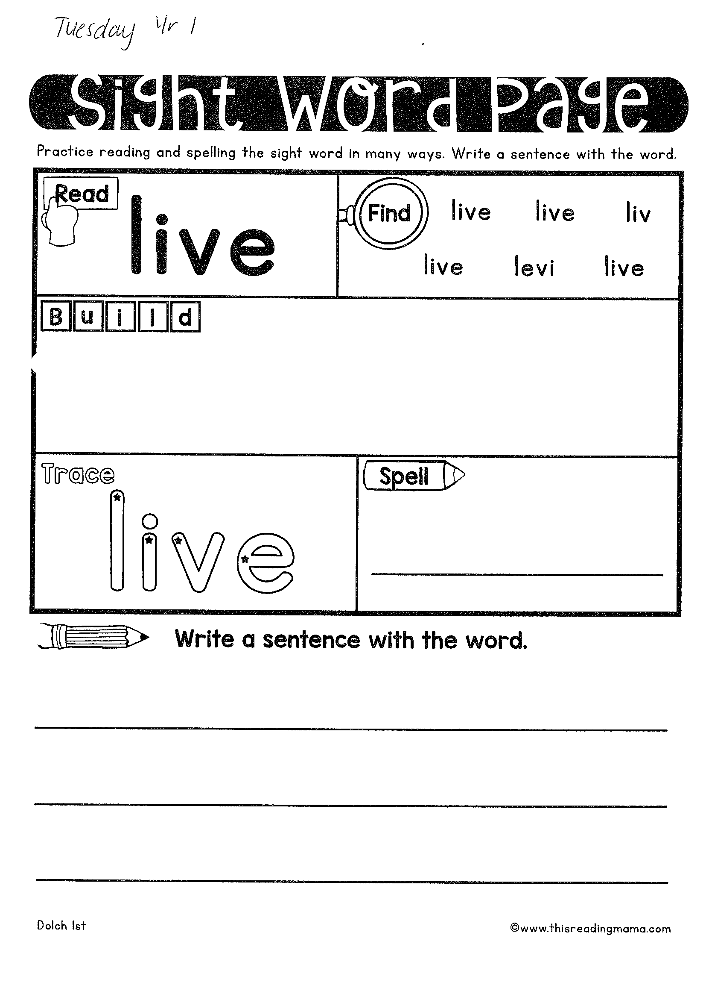 Tuesday Yr 1
Sight Word Page
Practice reading and spelling the sight word in many ways. Write a sentence with the word.
Read
live
Find
live live liv
live levi live
Build
Trace
live
Spell
Write a sentence with the word.
Dolch 1st
©www.thisreadingmama.com